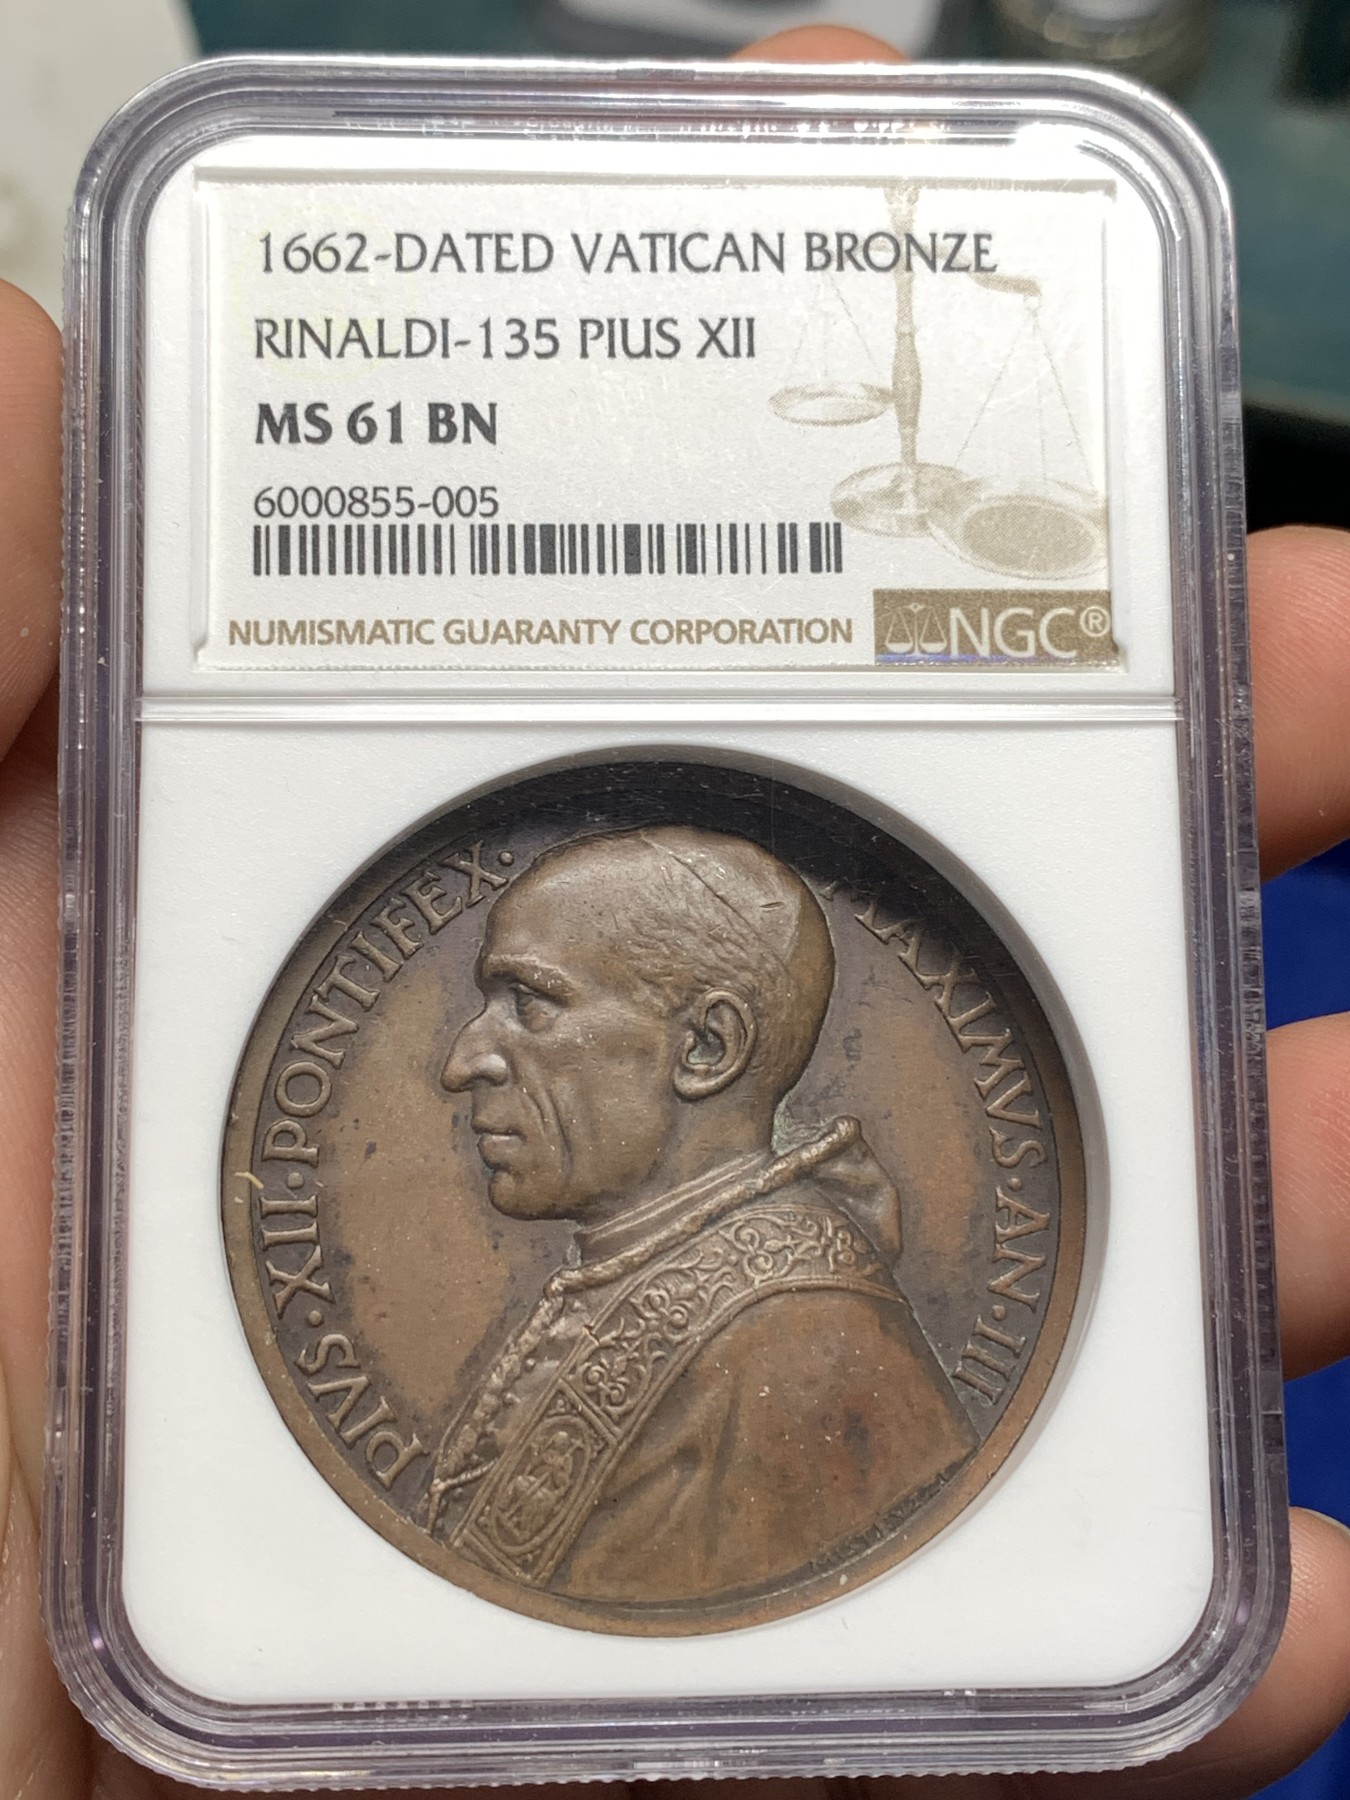 1662-DATED VATICAN BRONZE
RINALDI-135 PIUS XII
MS 61 BN
6000855-005
NUMISMATIC GUARANTY CORPORATION
NGC®
PIVS·XII·PONTIFEX·MAXIMVS·AN·III